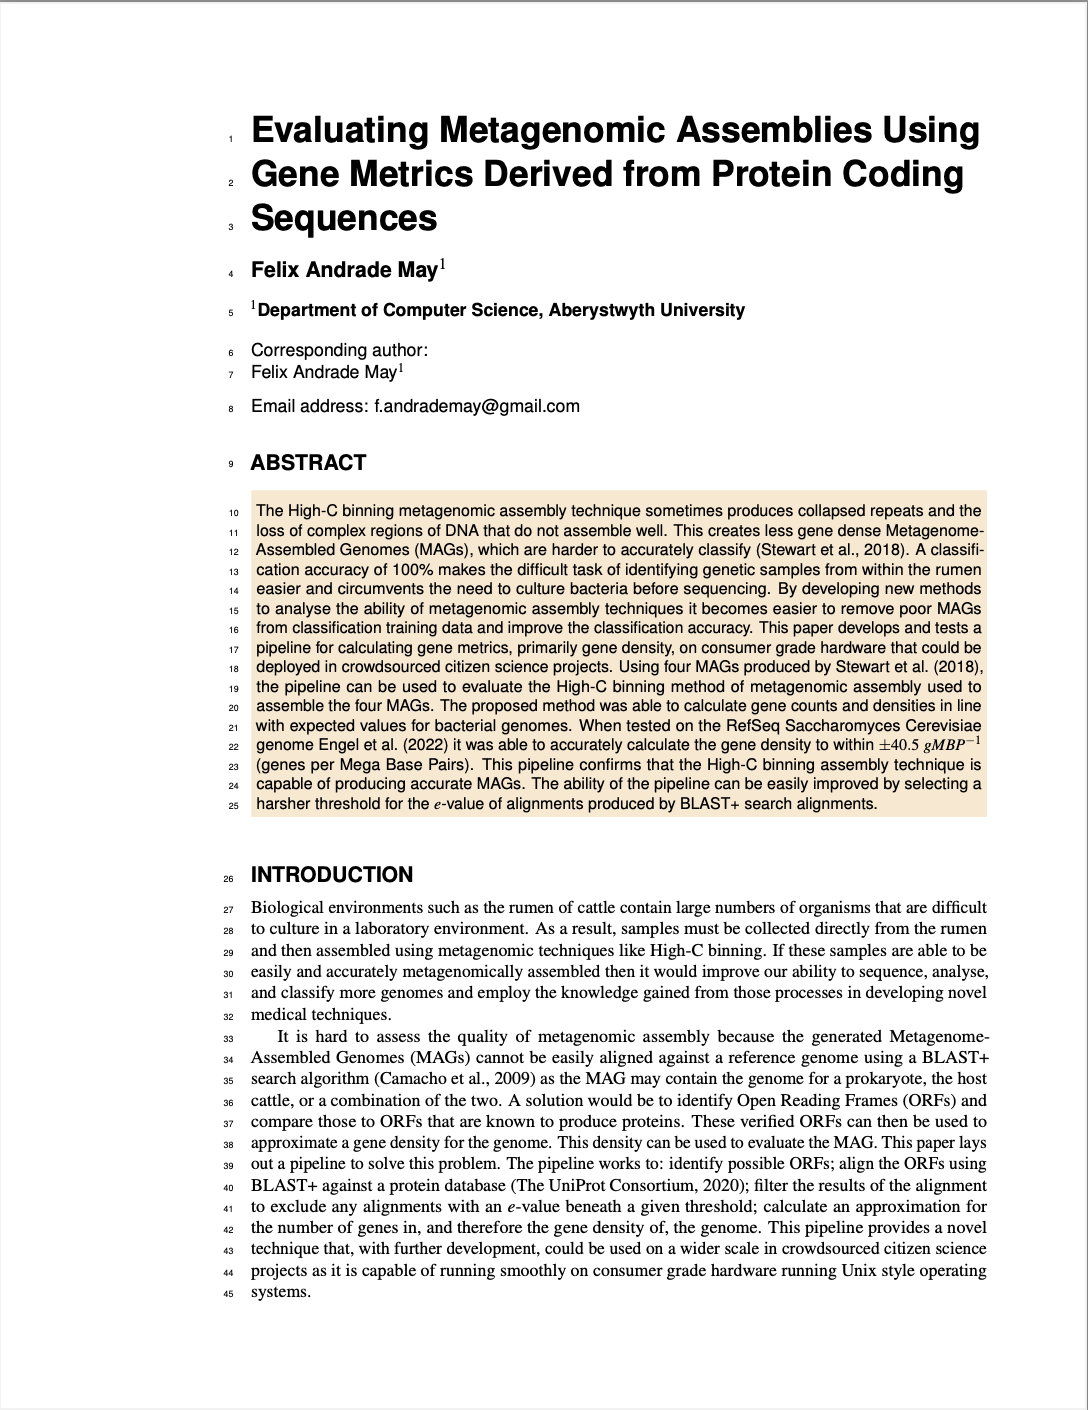 1 Evaluating Metagenomic Assemblies Using
2 Gene Metrics Derived from Protein Coding
3 Sequences
4 Felix Andrade May¹
5 ¹Department of Computer Science, Aberystwyth University
6 Corresponding author:
7 Felix Andrade May¹
8 Email address: f.andrademay@gmail.com
9 ABSTRACT
10 The High-C binning metagenomic assembly technique sometimes produces collapsed repeats and the
11 loss of complex regions of DNA that do not assemble well. This creates less gene dense Metagenome-
12 Assembled Genomes (MAGs), which are harder to accurately classify (Stewart et al., 2018). A classifi-
13 cation accuracy of 100% makes the difficult task of identifying genetic samples from within the rumen
14 easier and circumvents the need to culture bacteria before sequencing. By developing new methods
15 to analyse the ability of metagenomic assembly techniques it becomes easier to remove poor MAGs
16 from classification training data and improve the classification accuracy. This paper develops and tests a
17 pipeline for calculating gene metrics, primarily gene density, on consumer grade hardware that could be
18 deployed in crowdsourced citizen science projects. Using four MAGs produced by Stewart et al. (2018),
19 the pipeline can be used to evaluate the High-C binning method of metagenomic assembly used to
20 assemble the four MAGs. The proposed method was able to calculate gene counts and densities in line
21 with expected values for bacterial genomes. When tested on the RefSeq Saccharomyces Cerevisiae
22 genome Engel et al. (2022) it was able to accurately calculate the gene density to within ±40.5 gMBP⁻¹
23 (genes per Mega Base Pairs). This pipeline confirms that the High-C binning assembly technique is
24 capable of producing accurate MAGs. The ability of the pipeline can be easily improved by selecting a
25 harsher threshold for the e-value of alignments produced by BLAST+ search alignments.
26 INTRODUCTION
27 Biological environments such as the rumen of cattle contain large numbers of organisms that are difficult
28 to culture in a laboratory environment. As a result, samples must be collected directly from the rumen
29 and then assembled using metagenomic techniques like High-C binning. If these samples are able to be
30 easily and accurately metagenomically assembled then it would improve our ability to sequence, analyse,
31 and classify more genomes and employ the knowledge gained from those processes in developing novel
32 medical techniques.
33 It is hard to assess the quality of metagenomic assembly because the generated Metagenome-
34 Assembled Genomes (MAGs) cannot be easily aligned against a reference genome using a BLAST+
35 search algorithm (Camacho et al., 2009) as the MAG may contain the genome for a prokaryote, the host
36 cattle, or a combination of the two. A solution would be to identify Open Reading Frames (ORFs) and
37 compare those to ORFs that are known to produce proteins. These verified ORFs can then be used to
38 approximate a gene density for the genome. This density can be used to evaluate the MAG. This paper lays
39 out a pipeline to solve this problem. The pipeline works to: identify possible ORFs; align the ORFs using
40 BLAST+ against a protein database (The UniProt Consortium, 2020); filter the results of the alignment
41 to exclude any alignments with an e-value beneath a given threshold; calculate an approximation for
42 the number of genes in, and therefore the gene density of, the genome. This pipeline provides a novel
43 technique that, with further development, could be used on a wider scale in crowdsourced citizen science
44 projects as it is capable of running smoothly on consumer grade hardware running Unix style operating
45 systems.